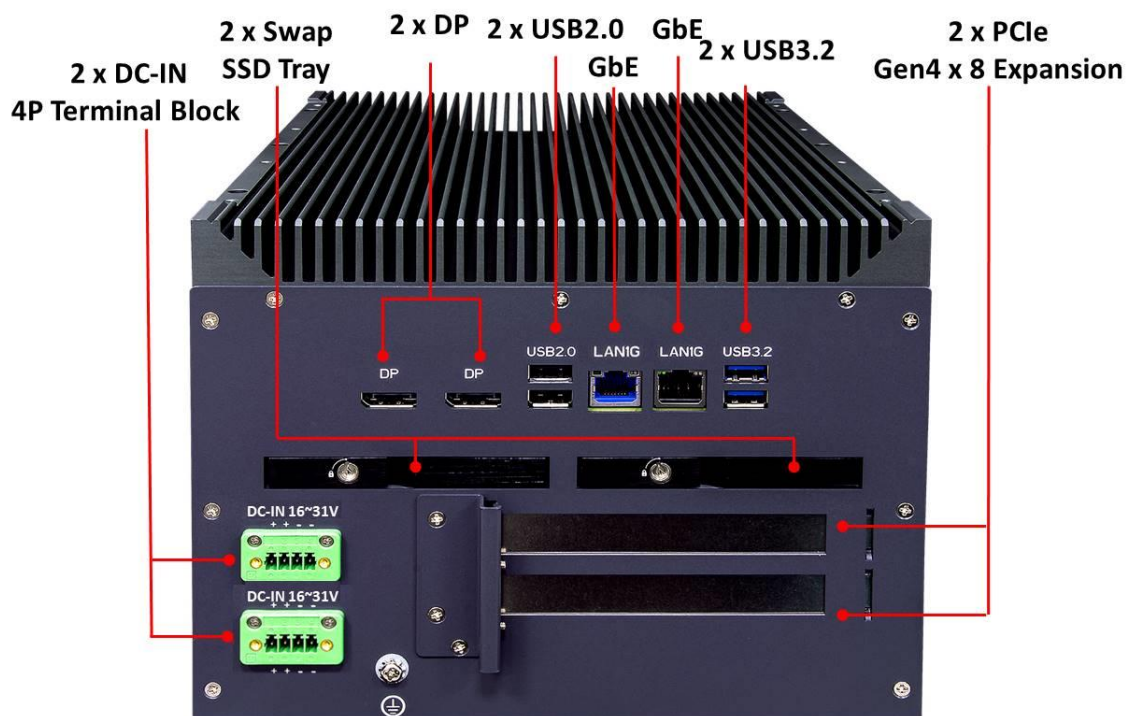 2 x DC-IN
4P Terminal Block
2 x Swap
SSD Tray
2 x DP
2 x USB2.0
GbE
GbE
2 x USB3.2
2 x PCIe
Gen4 x 8 Expansion
DP
DP
USB2.0
LAN1G
LAN1G
USB3.2
DC-IN 16~31V
+ + - -
DC-IN 16~31V
+ + - -
+ + - -